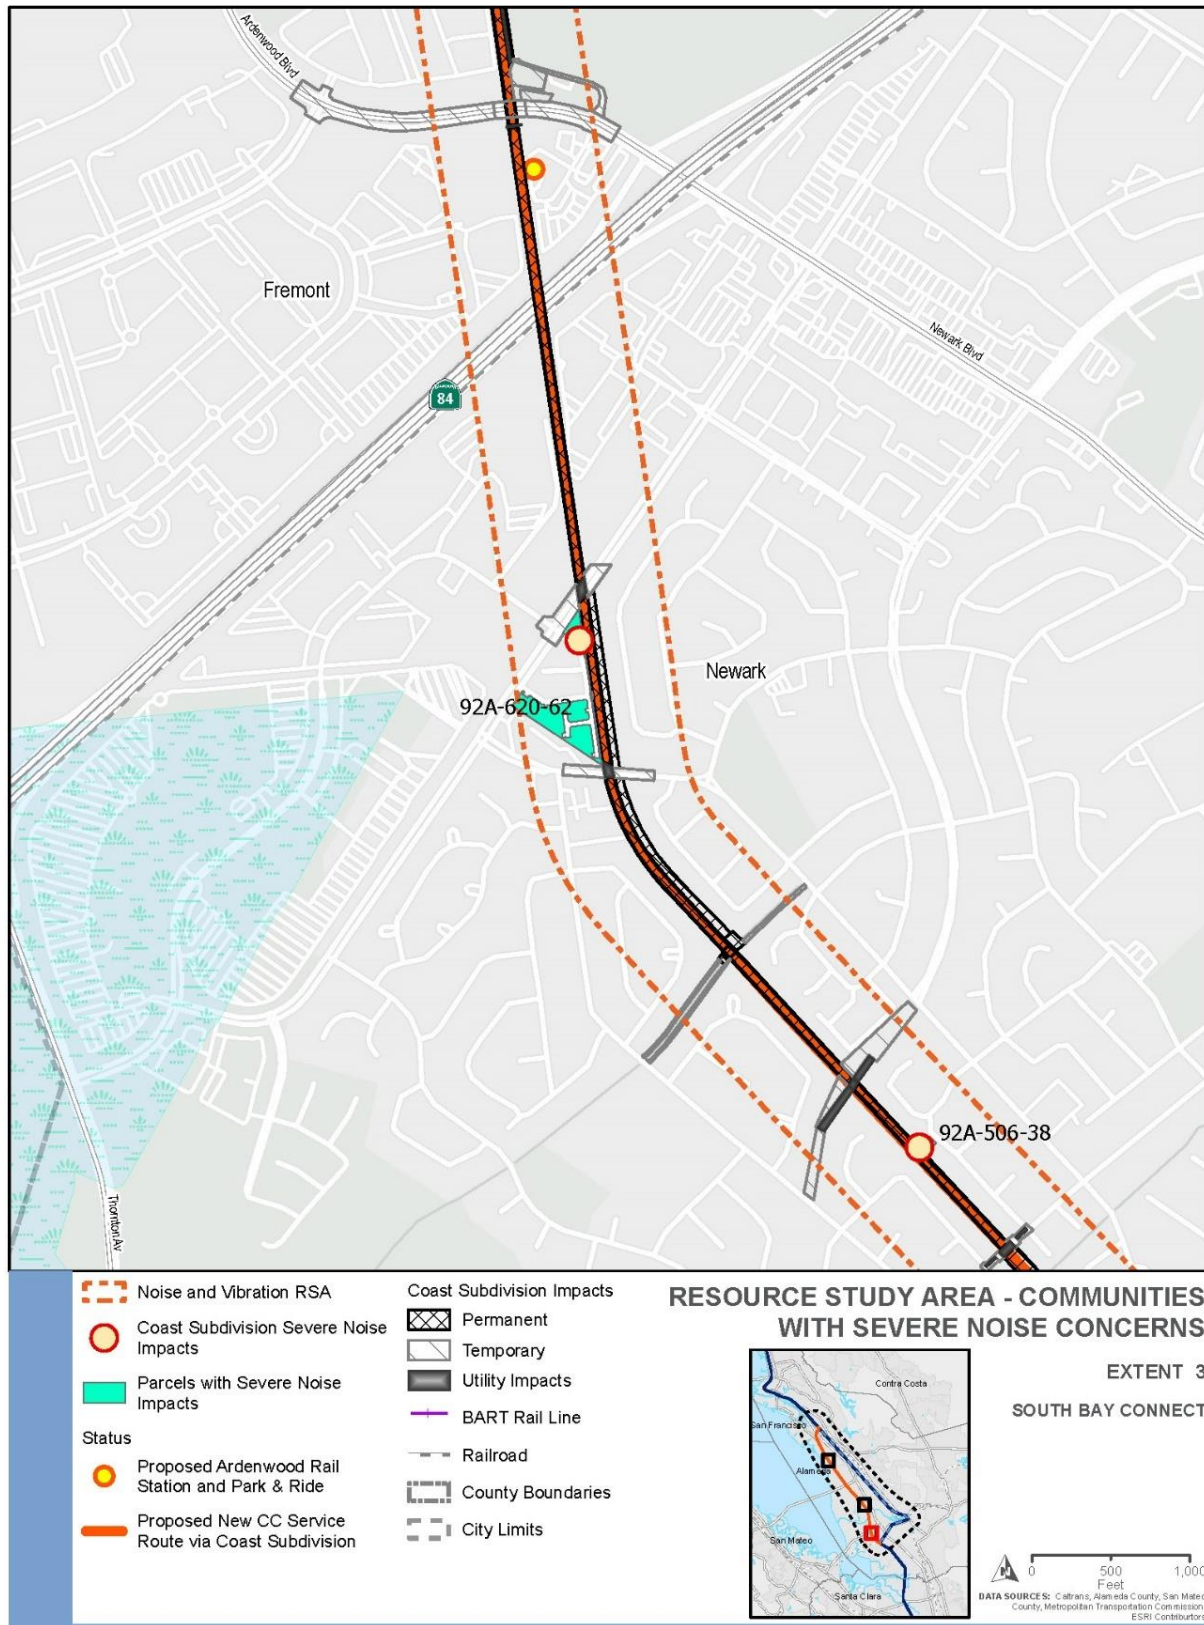 Ardenwood Blvd
Fremont
84
Newark Blvd
Newark
92A-620-62
92A-506-38
Thornton Av
Noise and Vibration RSA
Coast Subdivision Severe Noise
Impacts
Parcels with Severe Noise
Impacts
Status
Proposed Ardenwood Rail
Station and Park & Ride
Proposed New CC Service
Route via Coast Subdivision
Coast Subdivision Impacts
Permanent
Temporary
Utility Impacts
BART Rail Line
Railroad
County Boundaries
City Limits
RESOURCE STUDY AREA - COMMUNITIES
WITH SEVERE NOISE CONCERNS
EXTENT 3
SOUTH BAY CONNECT
Contra Costa
San Francisco
Alameda
San Mateo
Santa Clara
N
0 500 1,000
Feet
DATA SOURCES: Caltrans, Alameda County, San Mateo
County, Metropolitan Transportation Commission
ESRI Contributors